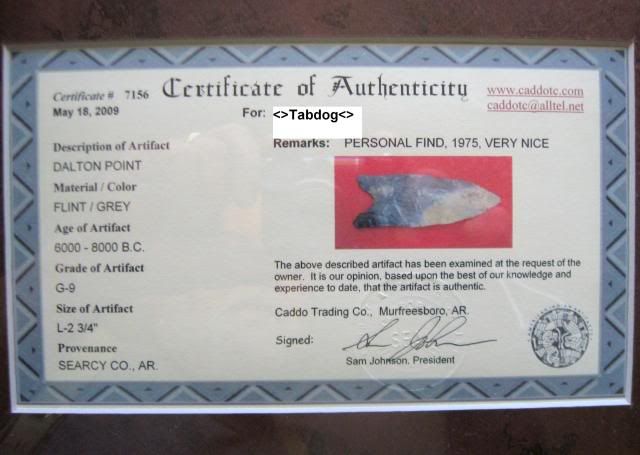 Certificate # 7156
Certificate of Authenticity
www.caddotc.com
caddotc@alltel.net
May 18, 2009
For: <>Tabdog<>
Description of Artifact
DALTON POINT
Material / Color
FLINT / GREY
Age of Artifact
6000 - 8000 B.C.
Grade of Artifact
G-9
Size of Artifact
L-2 3/4"
Provenance
SEARCY CO., AR.
Remarks: PERSONAL FIND, 1975, VERY NICE
The above described artifact has been examined at the request of the
owner. It is our opinion, based upon the best of our knowledge and
experience to date, that the artifact is authentic.
Caddo Trading Co., Murfreesboro, AR.
Signed:
Sam Johnson, President